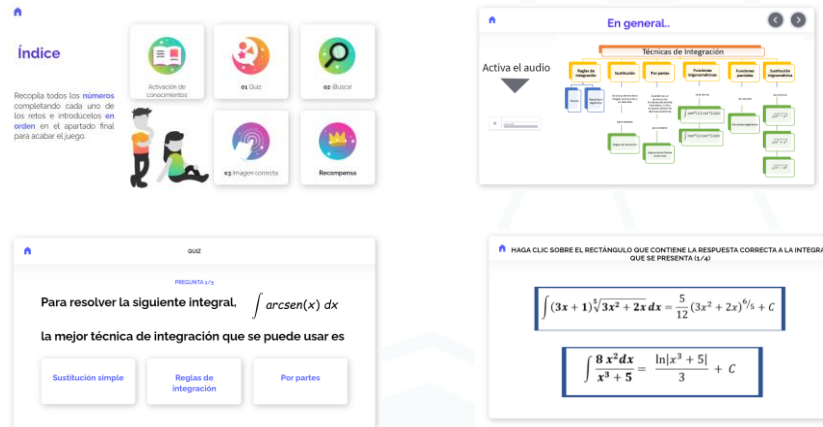 Índice
Recopila todos los números
completando cada uno de
los retos e introdúcelos en
orden en el apartado final
para acabar el juego
Activación de
conocimientos
01 Quiz
02 ¡Busca!
03 Imagen correcta
Recompensa
En general..
Activa el audio
Técnicas de Integración
Reglas de
integración
Sustitución
Por partes
Funciones
trigonométricas
Funciones
parciales
Sustitución
trigonométrica
QUIZ
PREGUNTA 1/5
Para resolver la siguiente integral, ∫ arcsen(x) dx
la mejor técnica de integración que se puede usar es
Sustitución simple
Reglas de
integración
Por partes
HAGA CLIC SOBRE EL RECTÁNGULO QUE CONTIENE LA RESPUESTA CORRECTA A LA INTEGRA
QUE SE PRESENTA (1/4)
∫(3x + 1)⁵√3x² + 2x dx = 5/12 (3x² + 2x)^6/5 + C
∫ 8 x²dx / x³ + 5 = ln|x³ + 5| / 3 + C